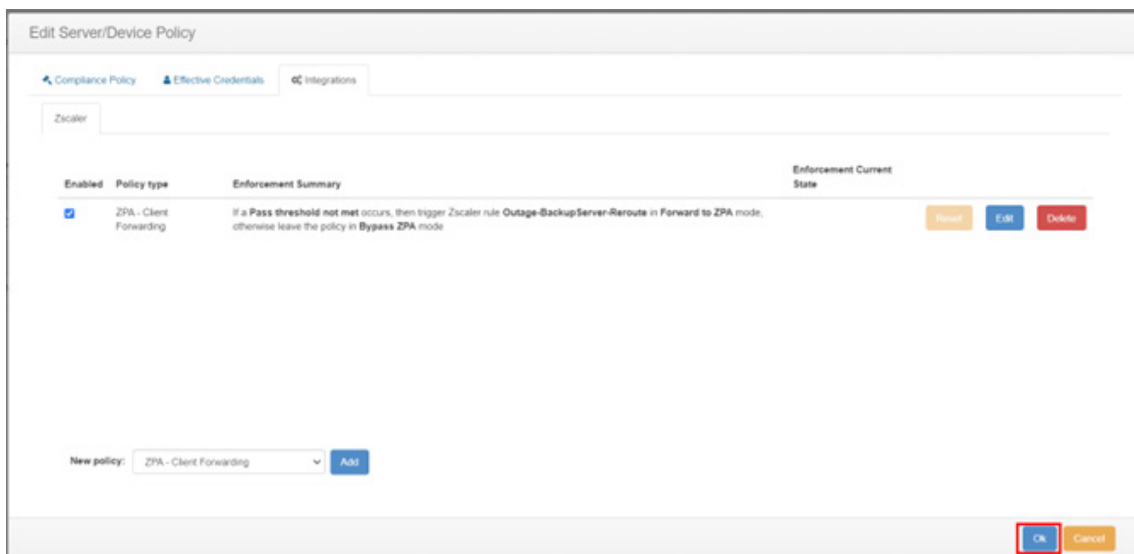 Edit Server/Device Policy
Compliance Policy Effective Credentials Integrations
Zscaler
Enabled Policy type Enforcement Summary Enforcement Current
State
ZPA - Client
Forwarding
If a Pass threshold not met occurs, then trigger Zscaler rule Outage-BackupServer-Reroute in Forward to ZPA mode,
otherwise leave the policy in Bypass ZPA mode
Reset Edit Delete
New policy: ZPA - Client Forwarding Add
Ok Cancel